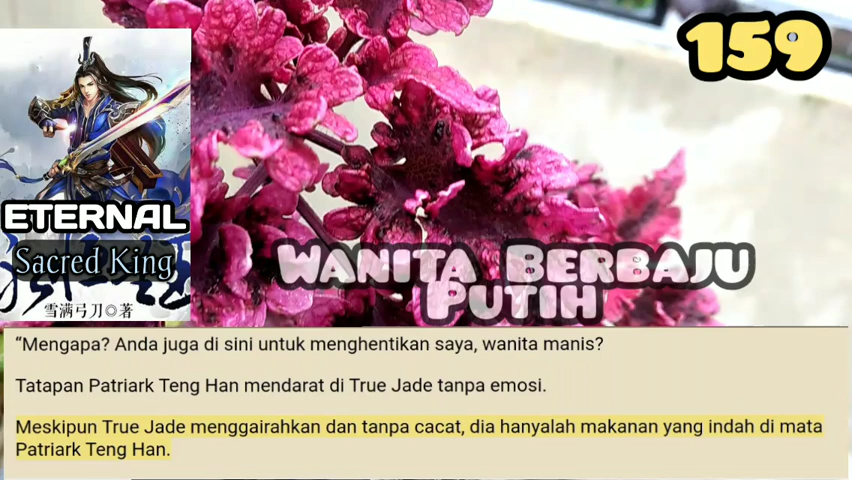 159
ETERNAL
Sacred King
雪满弓刀◎著
WANITA BERBAJU
PUTIH
“Mengapa? Anda juga di sini untuk menghentikan saya, wanita manis?
Tatapan Patriark Teng Han mendarat di True Jade tanpa emosi.
Meskipun True Jade menggairahkan dan tanpa cacat, dia hanyalah makanan yang indah di mata
Patriark Teng Han.